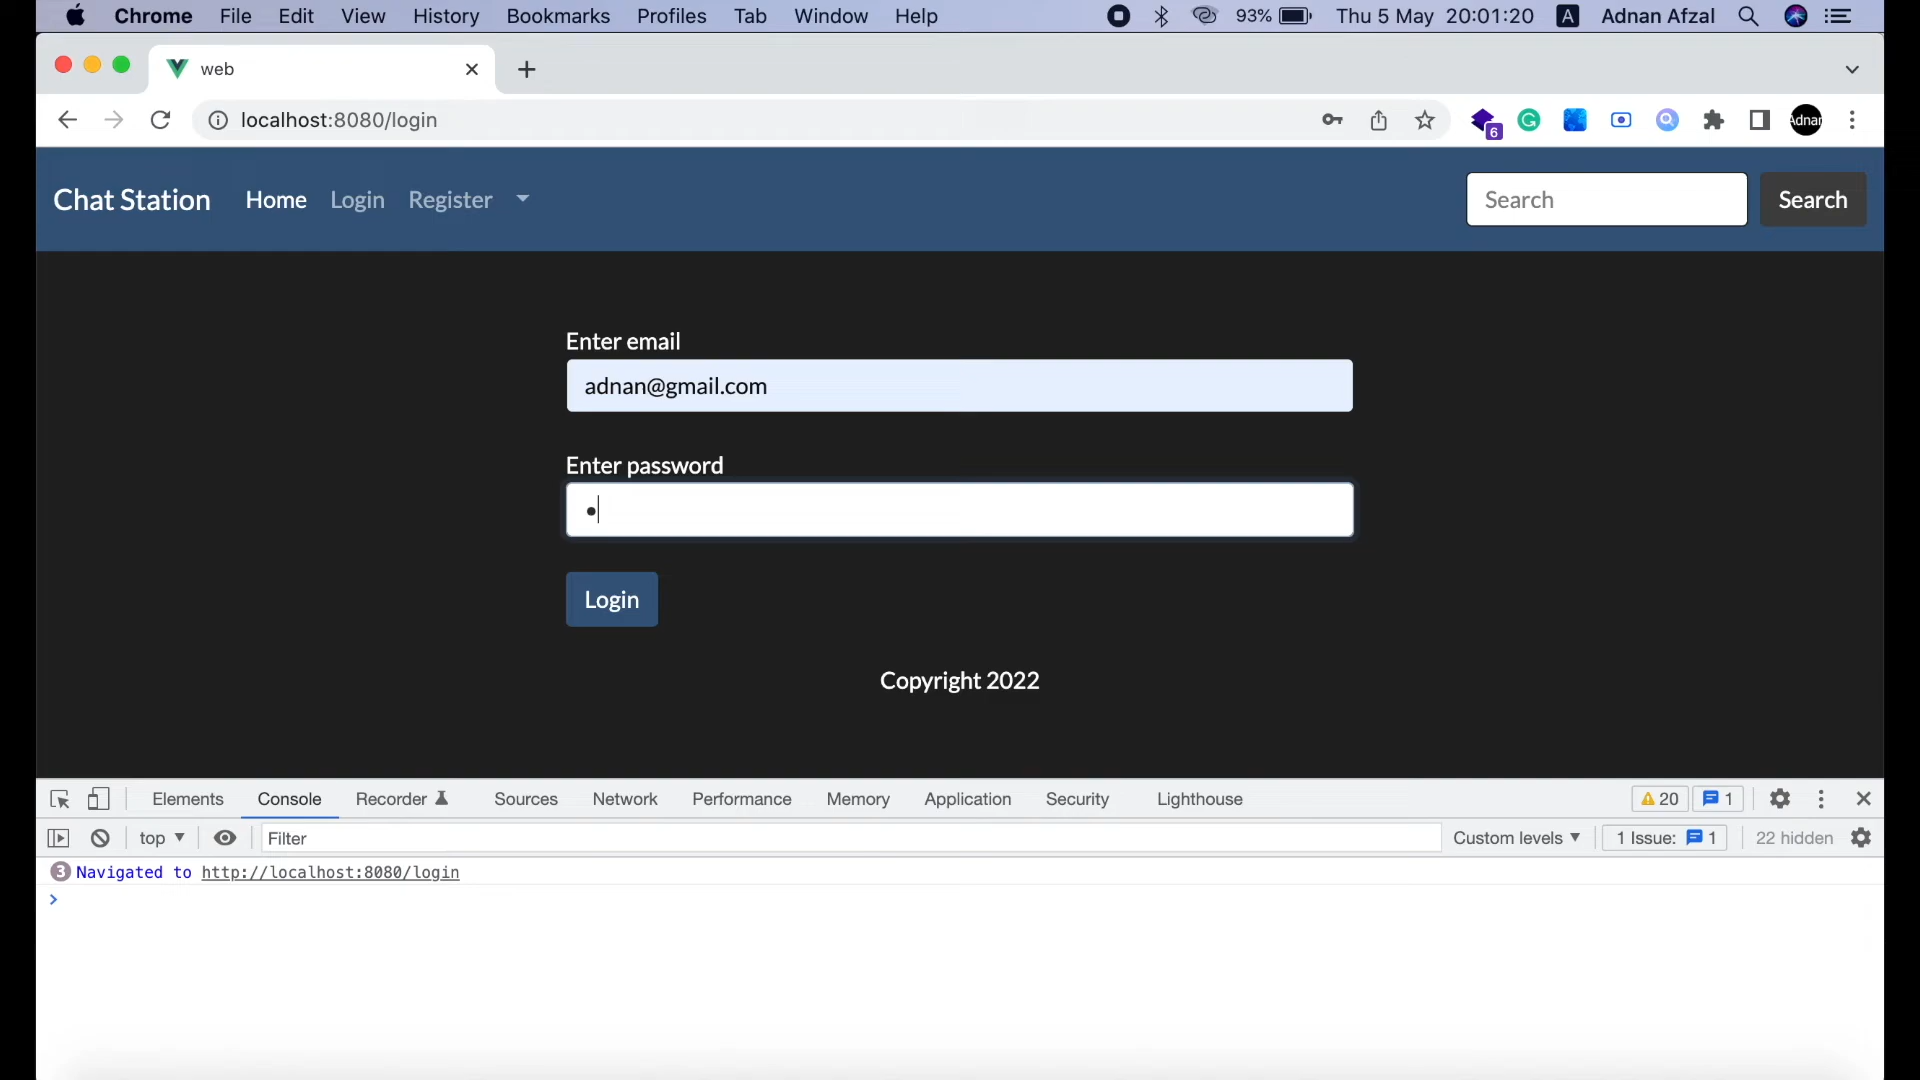 Chrome File Edit View History Bookmarks Profiles Tab Window Help 93% Thu 5 May 20:01:20 A Adnan Afzal
web
localhost:8080/login 6 Adnan
Chat Station Home Login Register Search Search
Enter email
adnan@gmail.com
Enter password
Login
Copyright 2022
Elements Console Recorder Sources Network Performance Memory Application Security Lighthouse 20 1
top Filter Custom levels 1 Issue: 1 22 hidden
3 Navigated to http://localhost:8080/login